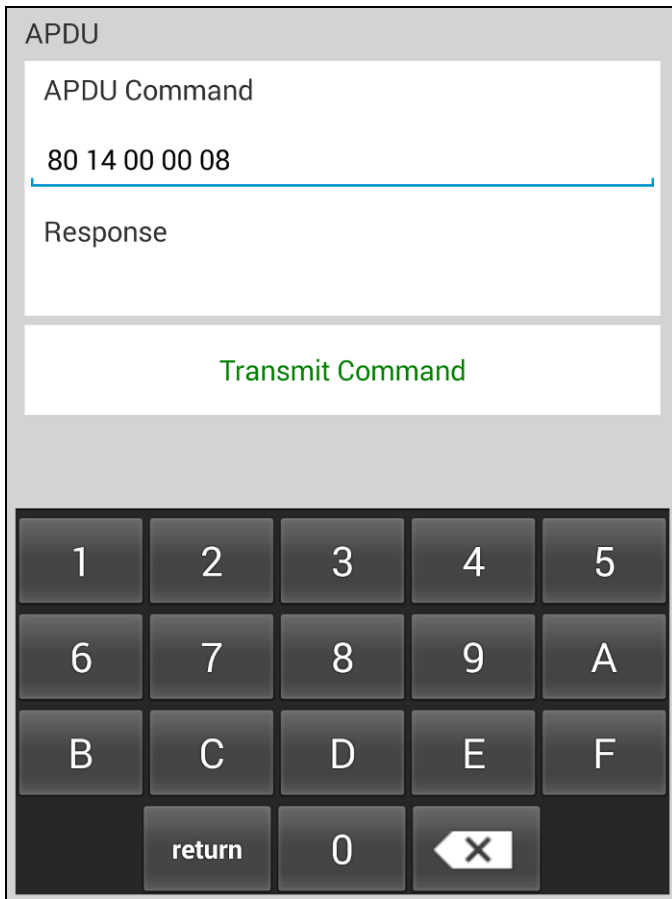 APDU
APDU Command
80 14 00 00 08
Response
Transmit Command
1 2 3 4 5
6 7 8 9 A
B C D E F
return 0